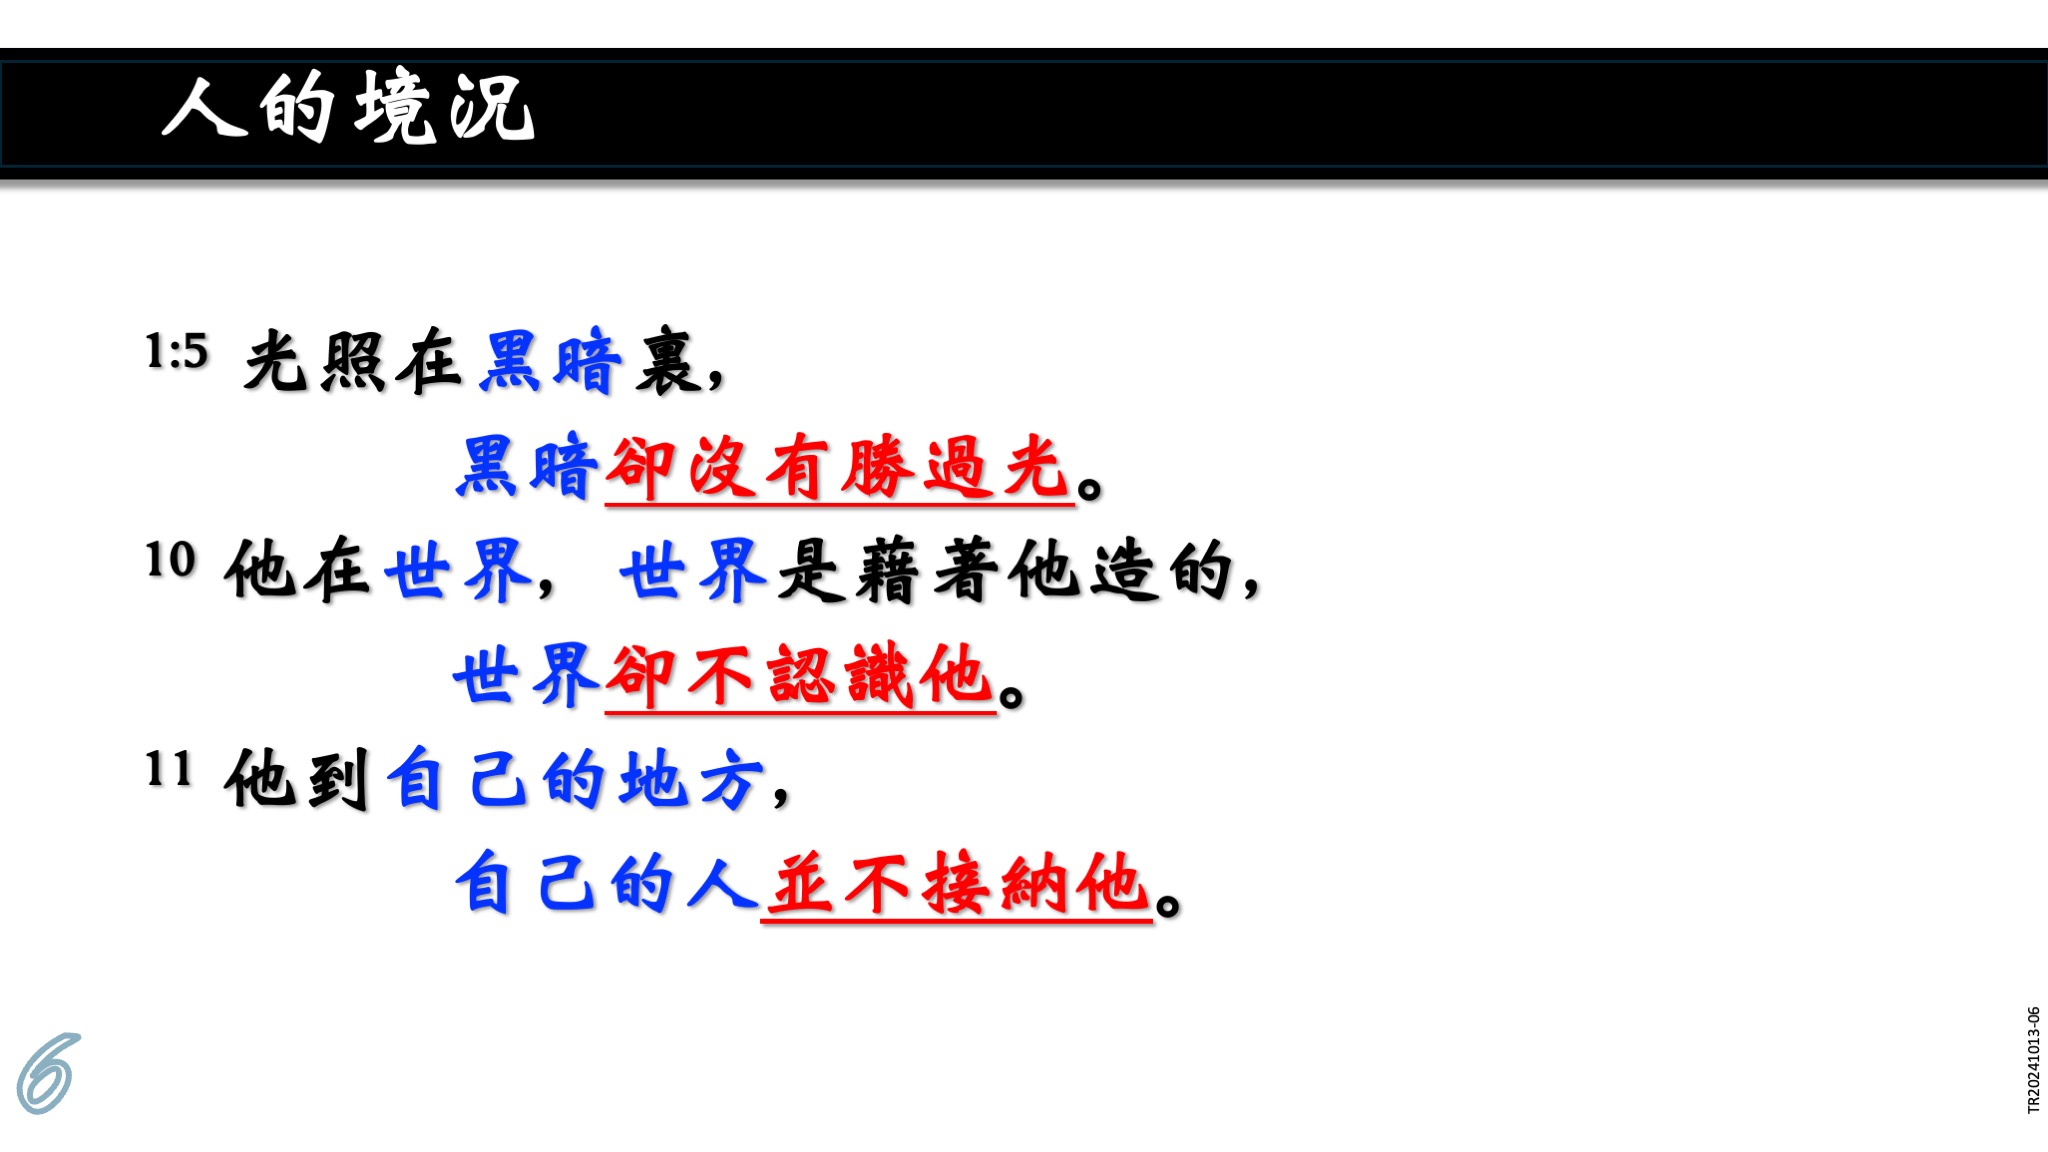 人的境況
1:5 光照在黑暗裏，
黑暗卻沒有勝過光。
10 他在世界， 世界是藉著他造的，
世界卻不認識他。
11 他到自己的地方，
自己的人並不接納他。
6
TR20241013-06